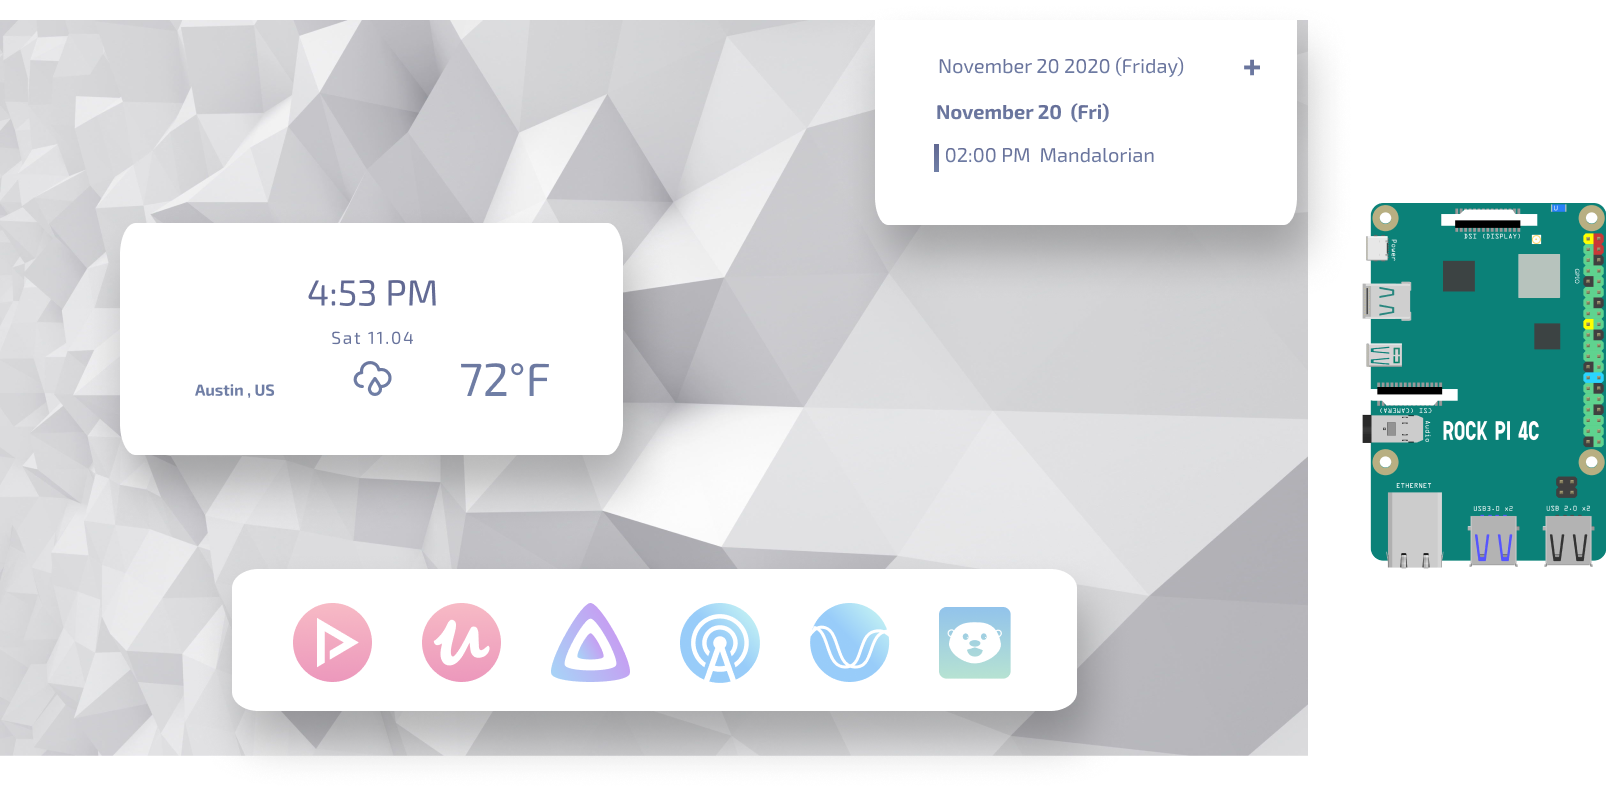 November 20 2020 (Friday) +
November 20 (Fri)
02:00 PM Mandalorian
4:53 PM
Sat 11.04
Austin , US
72°F
DSI (DISPLAY)
Power
GPIO
CSI (CAMERA)
Audio
ROCK PI 4C
ETHERNET
USB3.0 x2
USB 2.0 x2